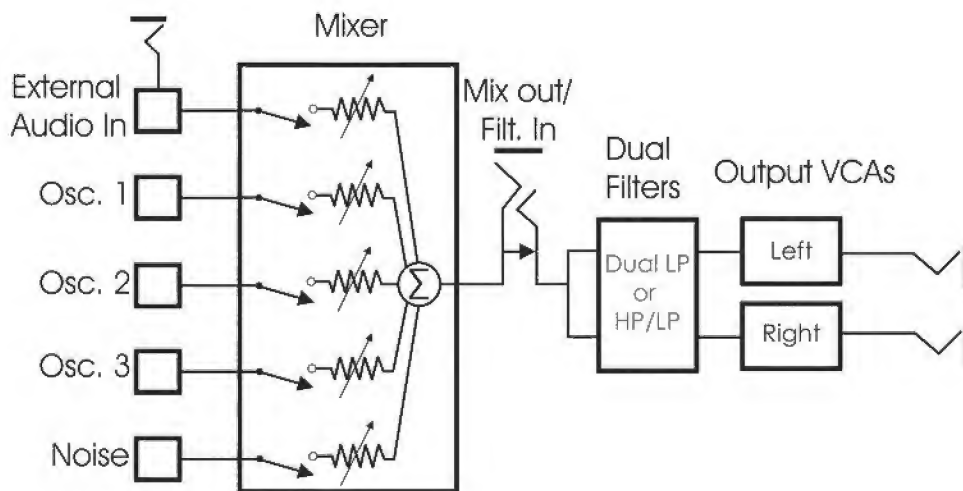 Mixer
External
Audio In
Osc. 1
Osc. 2
Osc. 3
Noise
Σ
Mix out/
Filt. In
Dual
Filters
Dual LP
or
HP/LP
Output VCAs
Left
Right